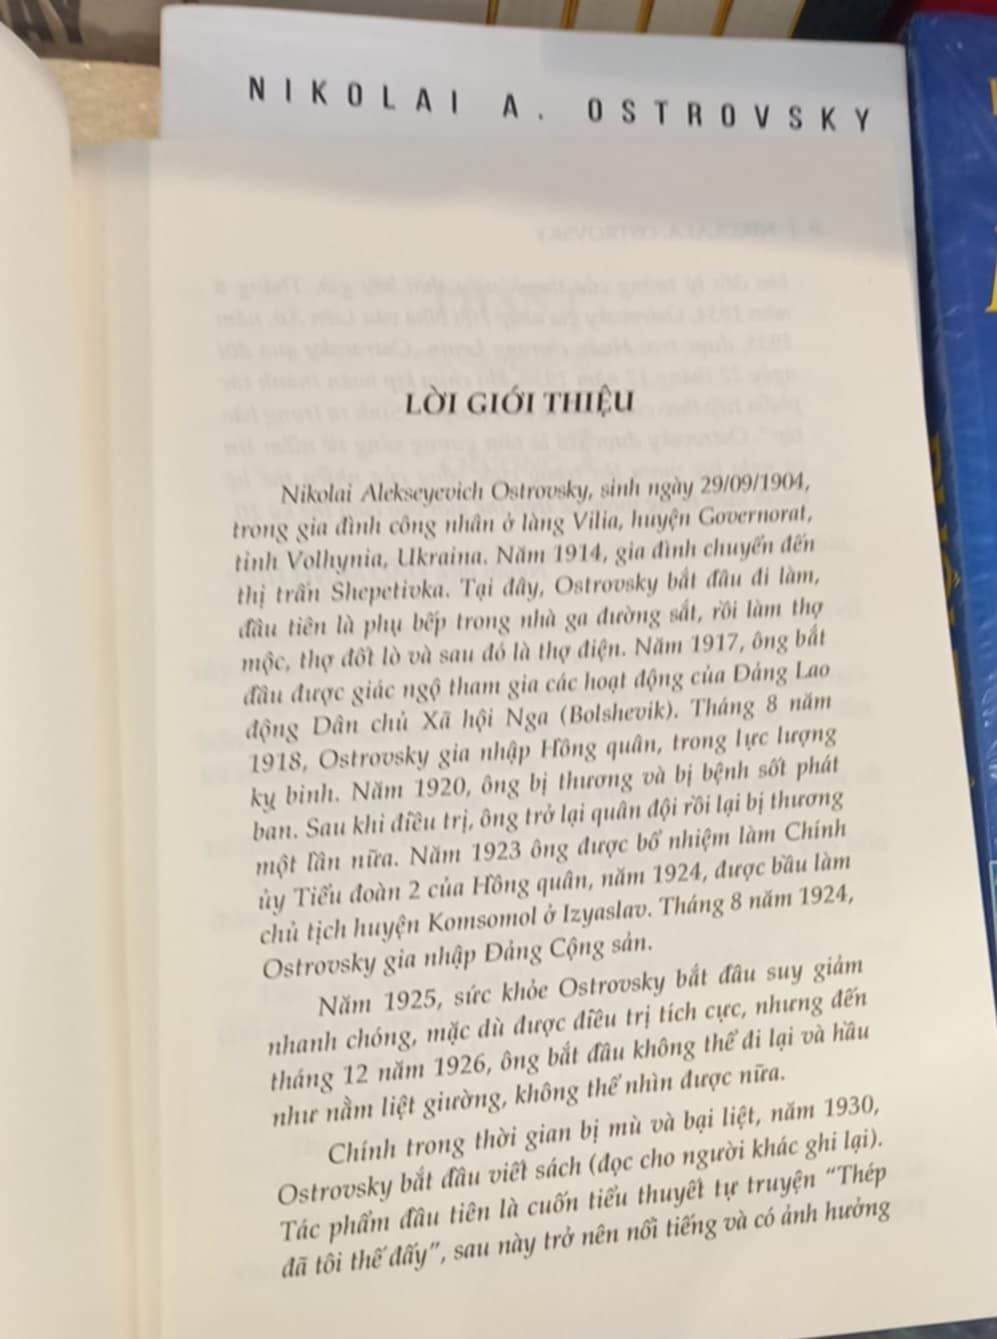 NIKOLAI A. OSTROVSKY
LỜI GIỚI THIỆU
Nikolai Alekseyevich Ostrovsky, sinh ngày 29/09/1904,
trong gia đình công nhân ở làng Vilia, huyện Governorat,
tỉnh Volhynia, Ukraina. Năm 1914, gia đình chuyển đến
thị trấn Shepetivka. Tại đây, Ostrovsky bắt đầu đi làm,
đầu tiên là phụ bếp trong nhà ga đường sắt, rồi làm thợ
mộc, thợ đốt lò và sau đó là thợ điện. Năm 1917, ông bắt
đầu được giác ngộ tham gia các hoạt động của Đảng Lao
động Dân chủ Xã hội Nga (Bolshevik). Tháng 8 năm
1918, Ostrovsky gia nhập Hồng quân, trong lực lượng
kỵ binh. Năm 1920, ông bị thương và bị bệnh sốt phát
ban. Sau khi điều trị, ông trở lại quân đội rồi lại bị thương
một lần nữa. Năm 1923 ông được bổ nhiệm làm Chính
ủy Tiểu đoàn 2 của Hồng quân, năm 1924, được bầu làm
chủ tịch huyện Komsomol ở Izyaslav. Tháng 8 năm 1924,
Ostrovsky gia nhập Đảng Cộng sản.
Năm 1925, sức khỏe Ostrovsky bắt đầu suy giảm
nhanh chóng, mặc dù được điều trị tích cực, nhưng đến
tháng 12 năm 1926, ông bắt đầu không thể đi lại và hầu
như nằm liệt giường, không thể nhìn được nữa.
Chính trong thời gian bị mù và bại liệt, năm 1930,
Ostrovsky bắt đầu viết sách (đọc cho người khác ghi lại).
Tác phẩm đầu tiên là cuốn tiểu thuyết tự truyện "Thép
đã tôi thế đấy", sau này trở nên nổi tiếng và có ảnh hưởng